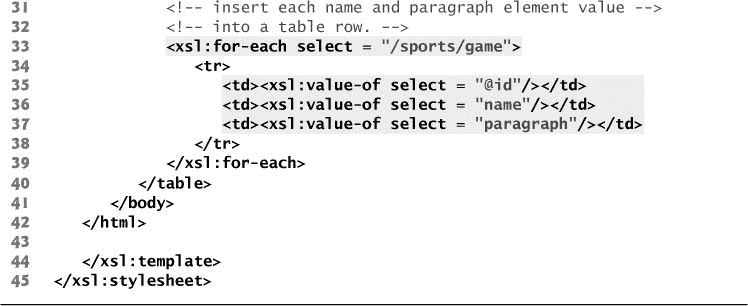 31 <!-- insert each name and paragraph element value -->
32 <!-- into a table row. -->
33 <xsl:for-each select = "/sports/game">
34 <tr>
35 <td><xsl:value-of select = "@id"/></td>
36 <td><xsl:value-of select = "name"/></td>
37 <td><xsl:value-of select = "paragraph"/></td>
38 </tr>
39 </xsl:for-each>
40 </table>
41 </body>
42 </html>
43
44 </xsl:template>
45 </xsl:stylesheet>